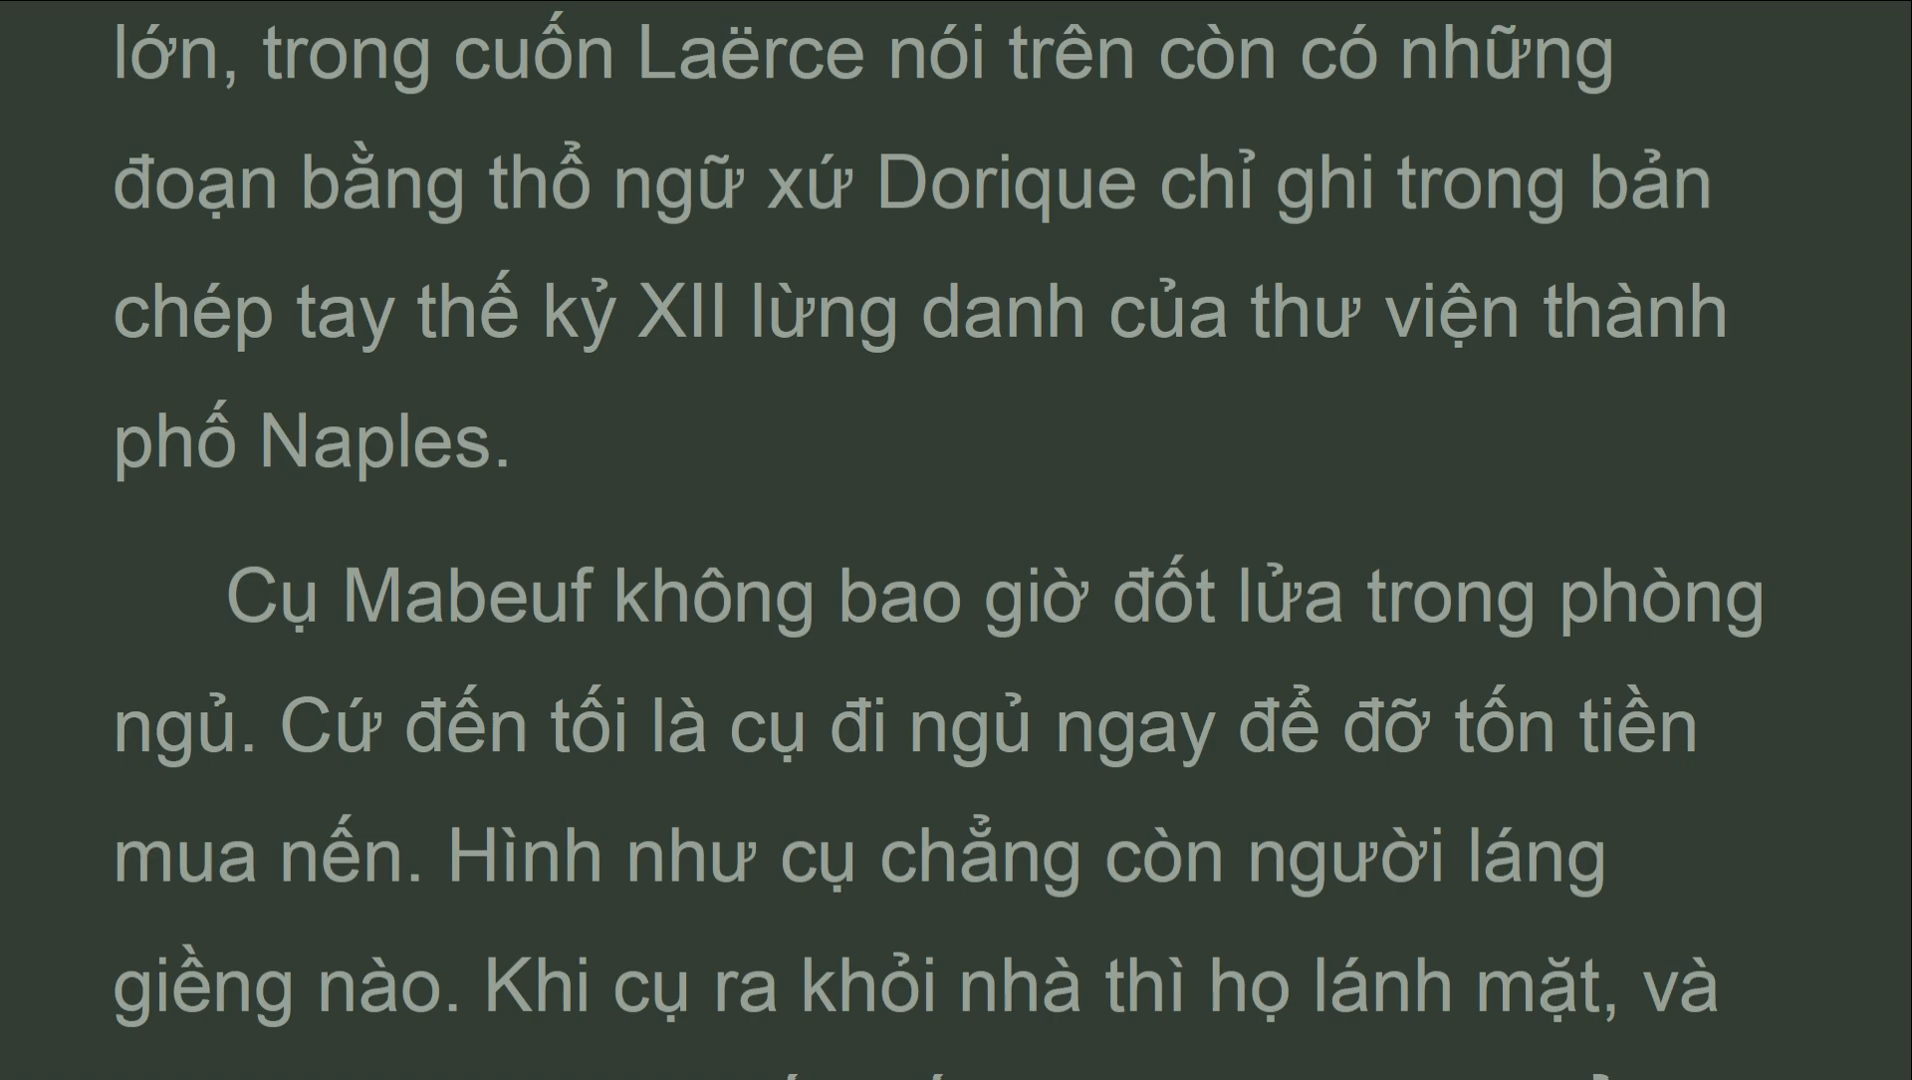 lớn, trong cuốn Laërce nói trên còn có những
đoạn bằng thổ ngữ xứ Dorique chỉ ghi trong bản
chép tay thế kỷ XII lừng danh của thư viện thành
phố Naples.
Cụ Mabeuf không bao giờ đốt lửa trong phòng
ngủ. Cứ đến tối là cụ đi ngủ ngay để đỡ tốn tiền
mua nến. Hình như cụ chẳng còn người láng
giềng nào. Khi cụ ra khỏi nhà thì họ lánh mặt, và